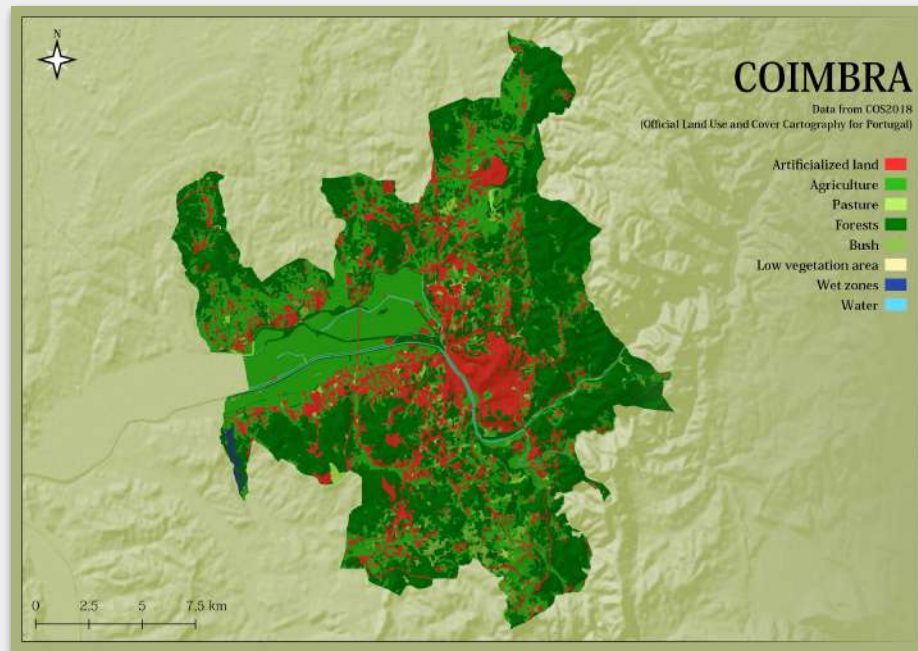 N
COIMBRA
Data from COS2018
(Official Land Use and Cover Cartography for Portugal)
Artificialized land
Agriculture
Pasture
Forests
Bush
Low vegetation area
Wet zones
Water
0 2.5 5 7.5 km